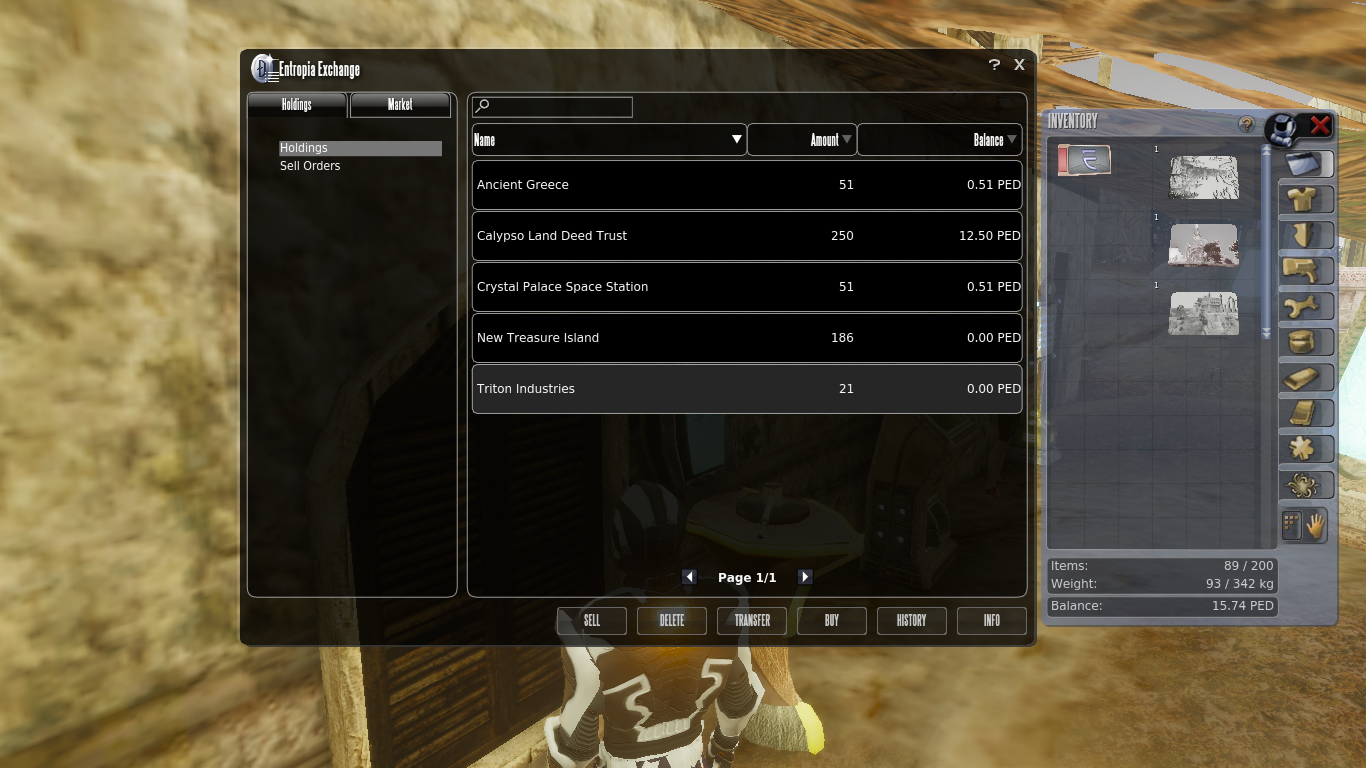 Entropia Exchange
? X
Holdings Market
Holdings
Sell Orders
Name Amount Balance
Ancient Greece 51 0.51 PED
Calypso Land Deed Trust 250 12.50 PED
Crystal Palace Space Station 51 0.51 PED
New Treasure Island 186 0.00 PED
Triton Industries 21 0.00 PED
Page 1/1
SELL DELETE TRANSFER BUY HISTORY INFO
INVENTORY ?
1
1
1
Items: 89 / 200
Weight: 93 / 342 kg
Balance: 15.74 PED